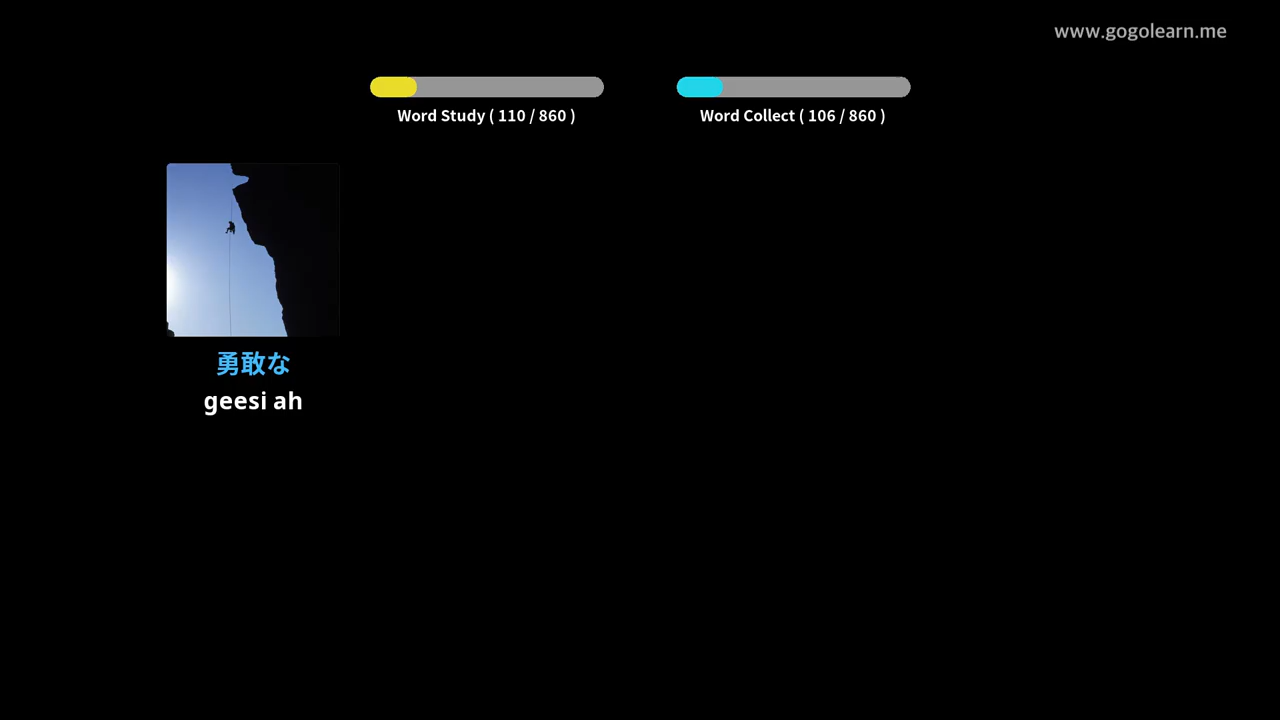 www.gogolearn.me
Word Study ( 110 / 860 )
Word Collect ( 106 / 860 )
勇敢な
geesi ah